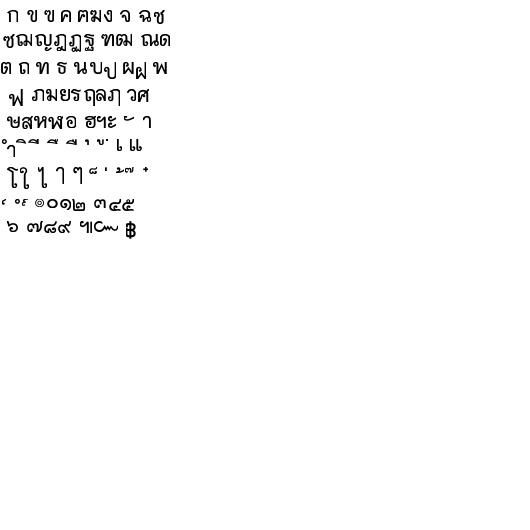 ก ข ฃ ค ฅฆง จ ฉช
ซฌญฎฏฐ ฑฒ ณด
ต ถ ท ธ นบป ผฝ พ
ฟ ภมยร ฤลฦ วศ
ษสหฬอ ฮฯะ ั า
ำ ิ ี ึ ื ุ ู ฺ เ แ
โใ ไ ๅ ๆ ็ ่ ้ ๊ ๋
์ ํ ๎ ๏๐๑๒ ๓๔๕
๖ ๗๘๙ ๚๛ ฿